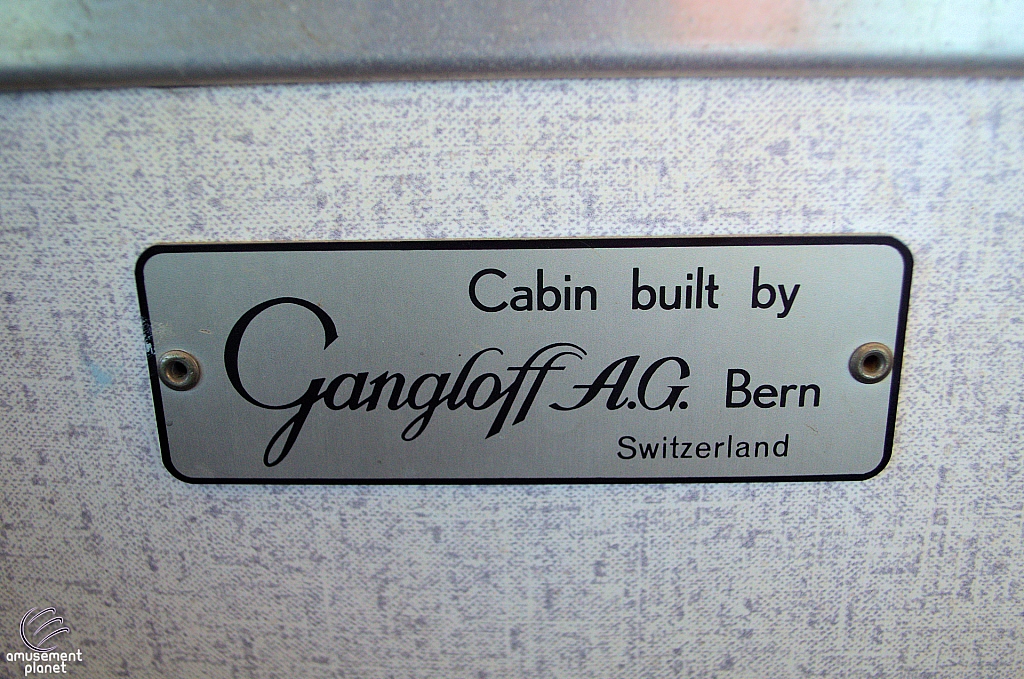 Cabin built by
Gangloff A.G. Bern
Switzerland
amusement
planet